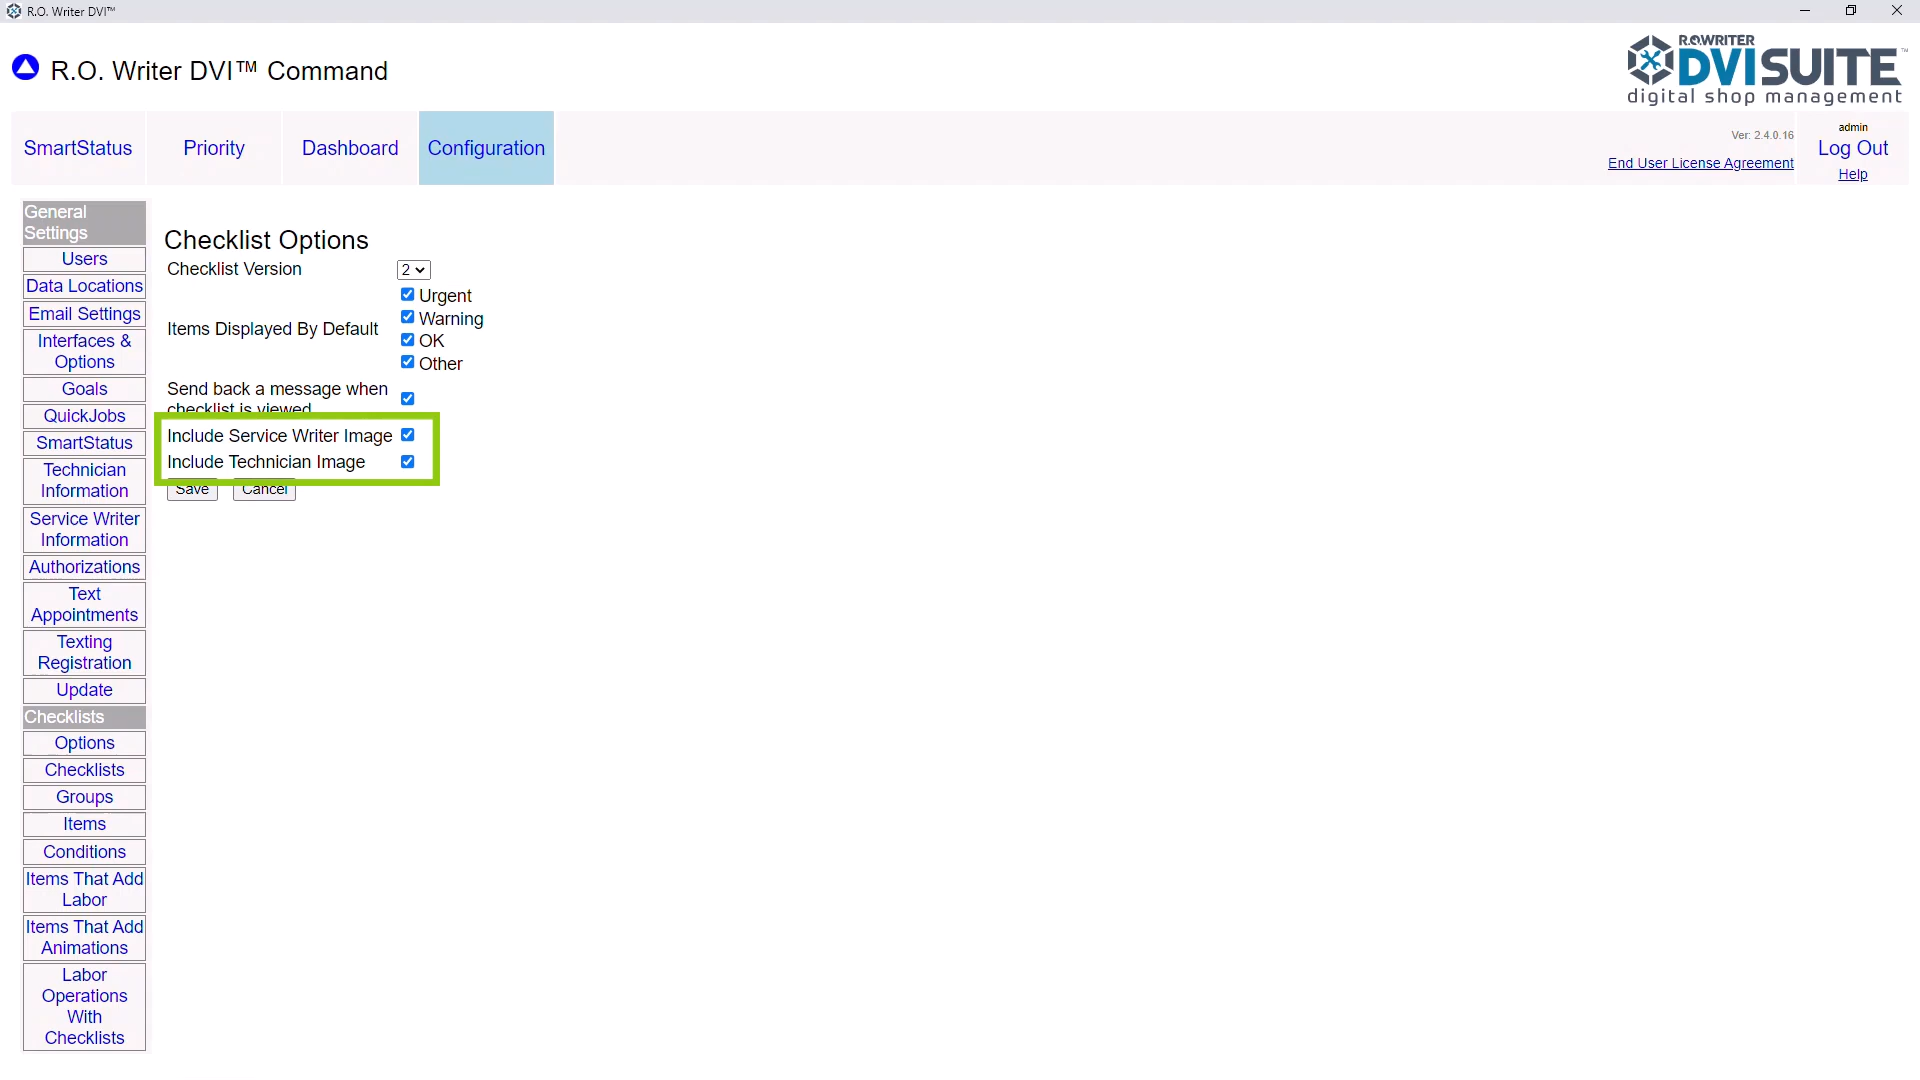 R.O. Writer DVI™
R.O. Writer DVI™ Command
R.O.WRITER
DVISUITE™
digital shop management
SmartStatus
Priority
Dashboard
Configuration
Ver: 2.4.0.16
End User License Agreement
admin
Log Out
Help
General
Settings
Users
Data Locations
Email Settings
Interfaces &
Options
Goals
QuickJobs
SmartStatus
Technician
Information
Service Writer
Information
Authorizations
Text
Appointments
Texting
Registration
Update
Checklists
Options
Checklists
Groups
Items
Conditions
Items That Add
Labor
Items That Add
Animations
Labor
Operations
With
Checklists
Checklist Options
Checklist Version
2
Items Displayed By Default
Urgent
Warning
OK
Other
Send back a message when
checklist is viewed
Include Service Writer Image
Include Technician Image
Save
Cancel